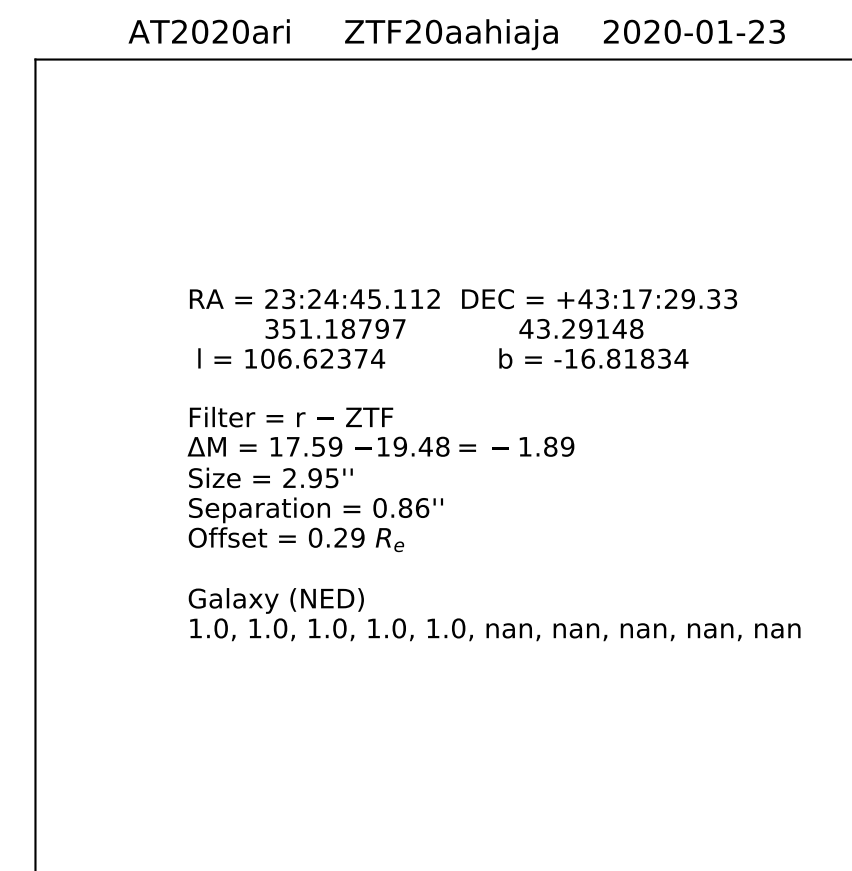 AT2020ari ZTF20aahiaja 2020-01-23
RA = 23:24:45.112 DEC = +43:17:29.33
351.18797 43.29148
l = 106.62374 b = -16.81834
Filter = r − ZTF
ΔM = 17.59 −19.48 = − 1.89
Size = 2.95''
Separation = 0.86''
Offset = 0.29 Rₑ
Galaxy (NED)
1.0, 1.0, 1.0, 1.0, 1.0, nan, nan, nan, nan, nan